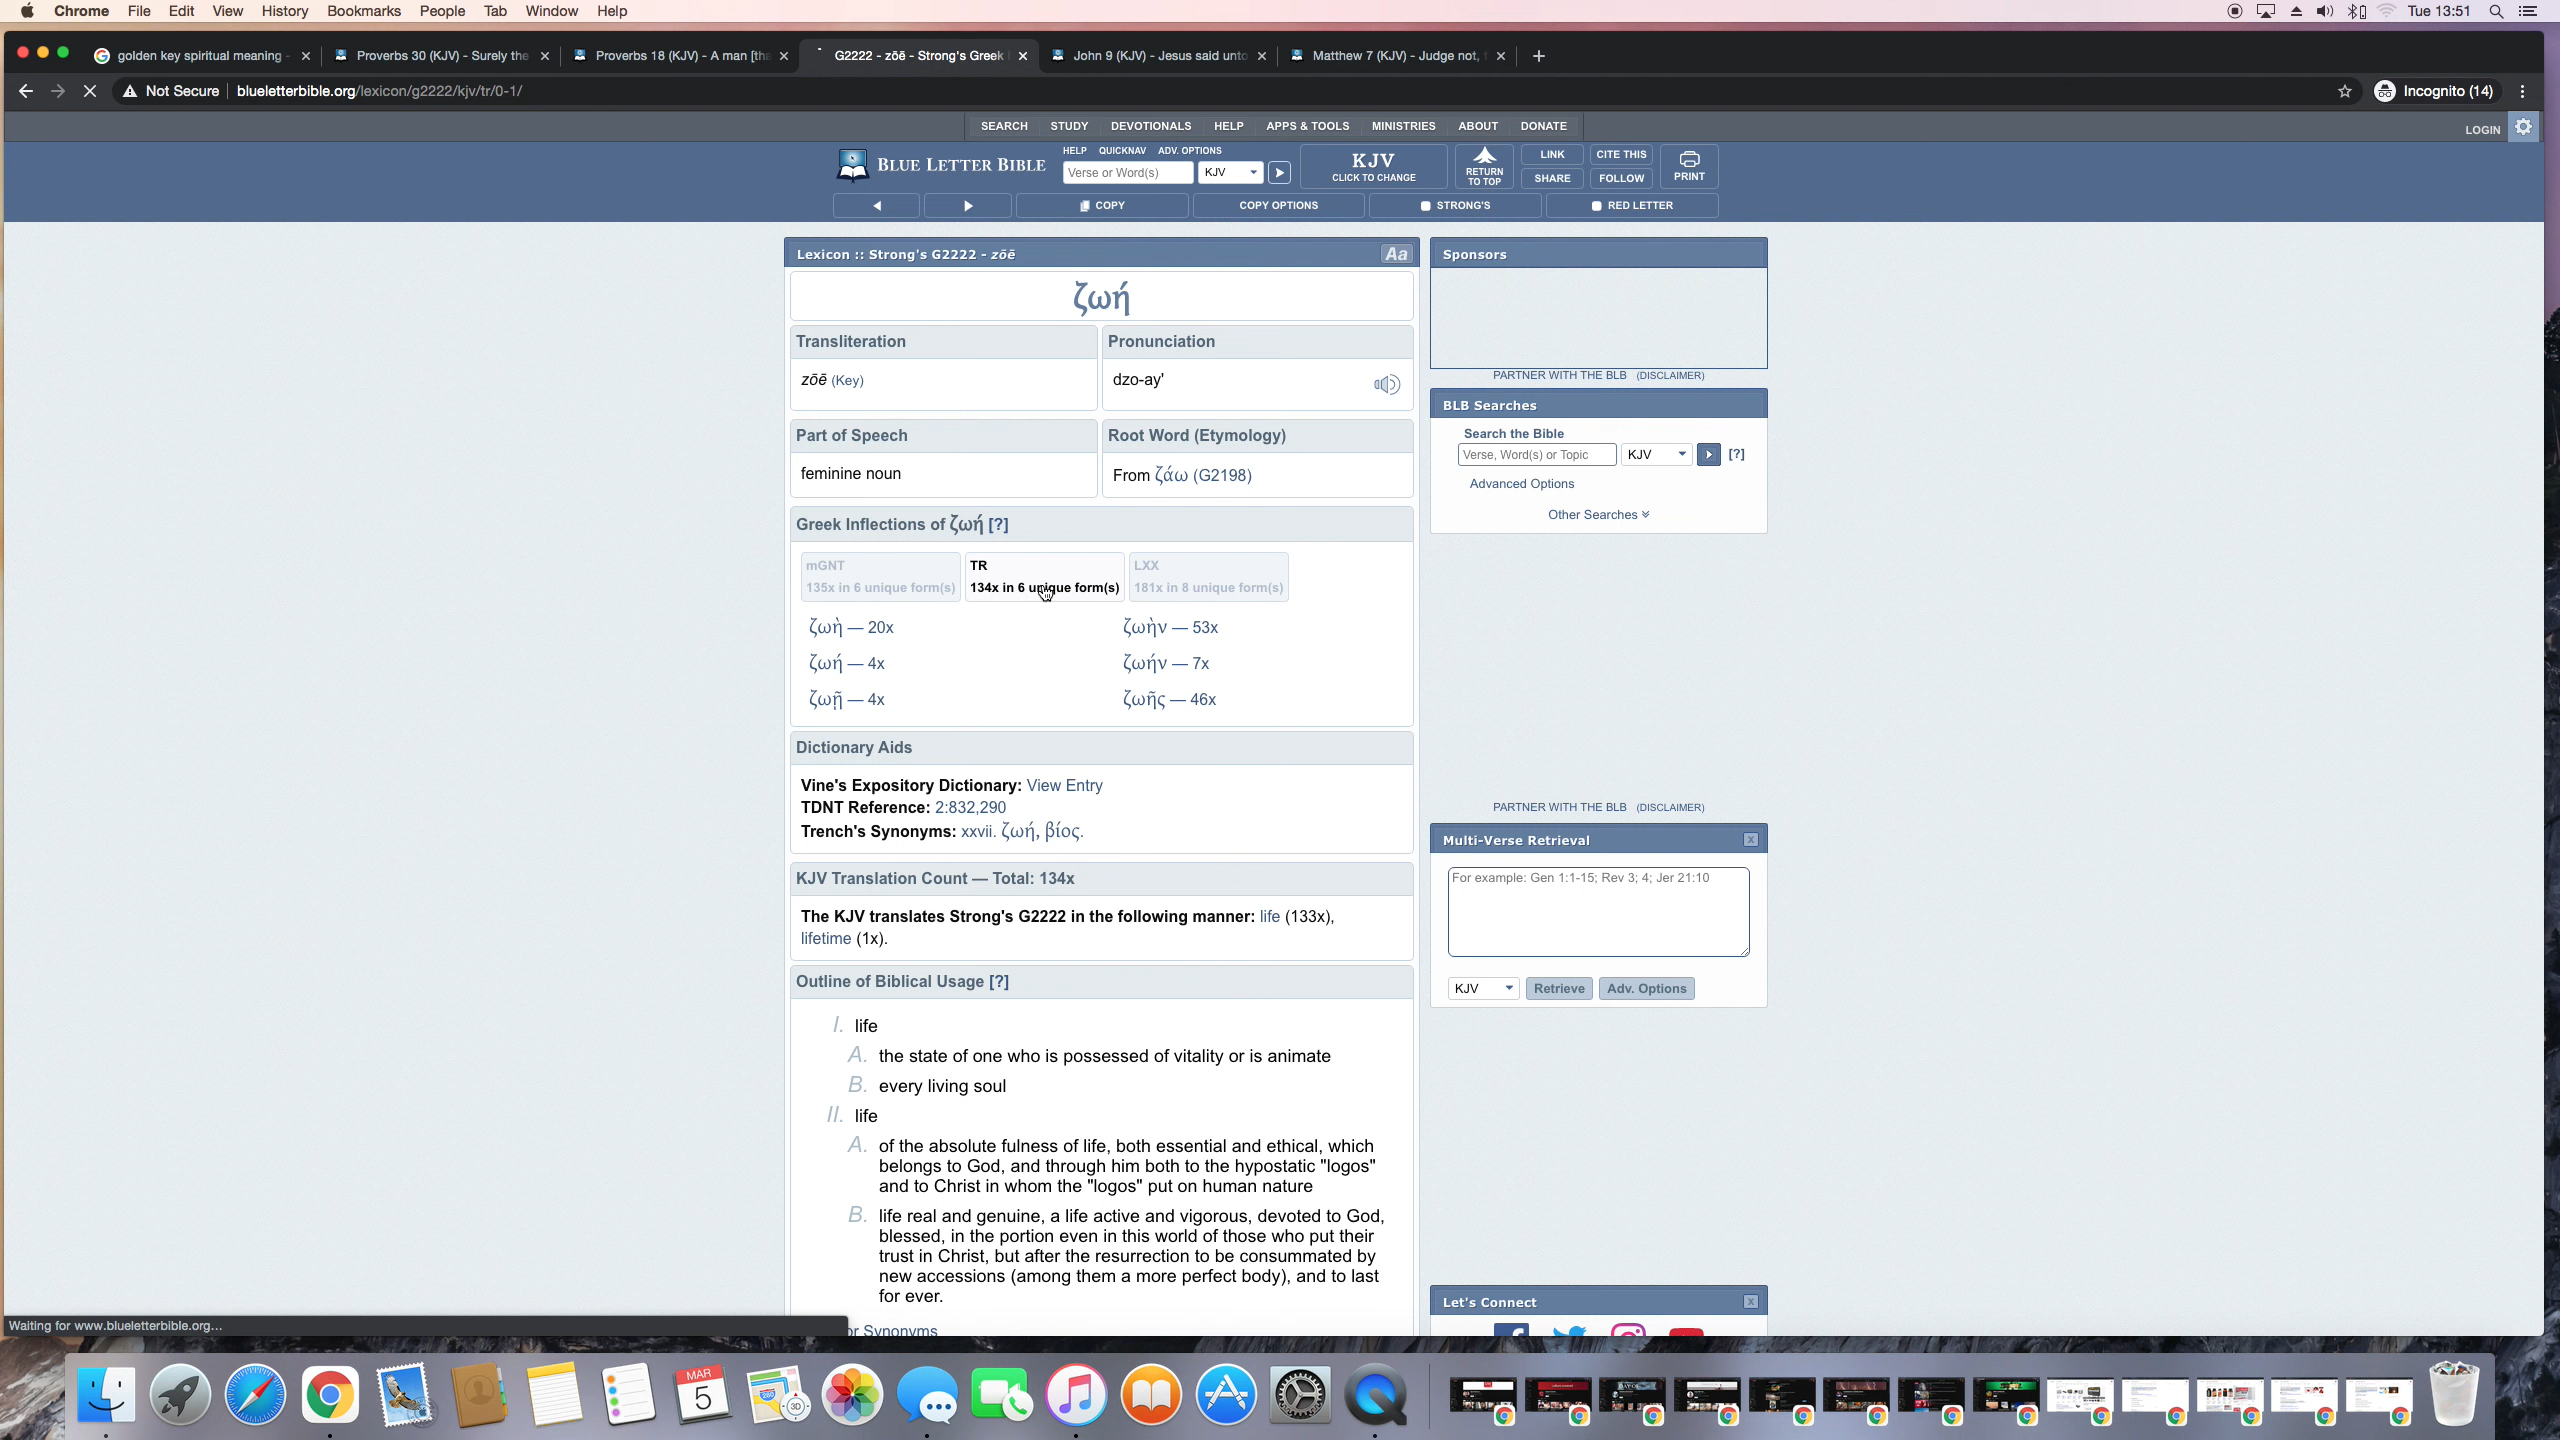 Chrome File Edit View History Bookmarks People Tab Window Help
Tue 13:51
golden key spiritual meaning -
Proverbs 30 (KJV) - Surely the
Proverbs 18 (KJV) - A man [tha
G2222 - zōē - Strong's Greek
John 9 (KJV) - Jesus said unto
Matthew 7 (KJV) - Judge not,
Not Secure blueletterbible.org/lexicon/g2222/kjv/tr/0-1/
Incognito (14)
SEARCH STUDY DEVOTIONALS HELP APPS & TOOLS MINISTRIES ABOUT DONATE
LOGIN
BLUE LETTER BIBLE
HELP QUICKNAV ADV. OPTIONS
Verse or Word(s) KJV
KJV
CLICK TO CHANGE
RETURN
TO TOP
LINK CITE THIS
SHARE FOLLOW
PRINT
COPY COPY OPTIONS STRONG'S RED LETTER
Lexicon :: Strong's G2222 - zōē
Aa
ζωή
Transliteration
zōē (Key)
Pronunciation
dzo-ay'
Part of Speech
feminine noun
Root Word (Etymology)
From ζάω (G2198)
Greek Inflections of ζωή [?]
mGNT
135x in 6 unique form(s)
TR
134x in 6 unique form(s)
LXX
181x in 8 unique form(s)
ζωὴ — 20x
ζωὴν — 53x
ζωή — 4x
ζωήν — 7x
ζωῇ — 4x
ζωῆς — 46x
Dictionary Aids
Vine's Expository Dictionary: View Entry
TDNT Reference: 2:832,290
Trench's Synonyms: xxvii. ζωή, βίος.
KJV Translation Count — Total: 134x
The KJV translates Strong's G2222 in the following manner: life (133x),
lifetime (1x).
Outline of Biblical Usage [?]
I. life
A. the state of one who is possessed of vitality or is animate
B. every living soul
II. life
A. of the absolute fulness of life, both essential and ethical, which
belongs to God, and through him both to the hypostatic "logos"
and to Christ in whom the "logos" put on human nature
B. life real and genuine, a life active and vigorous, devoted to God,
blessed, in the portion even in this world of those who put their
trust in Christ, but after the resurrection to be consummated by
new accessions (among them a more perfect body), and to last
for ever.
or Synonyms
Sponsors
PARTNER WITH THE BLB (DISCLAIMER)
BLB Searches
Search the Bible
Verse, Word(s) or Topic KJV [?]
Advanced Options
Other Searches
PARTNER WITH THE BLB (DISCLAIMER)
Multi-Verse Retrieval
x
For example: Gen 1:1-15; Rev 3; 4; Jer 21:10
KJV Retrieve Adv. Options
Let's Connect
x
Waiting for www.blueletterbible.org...
MAR
5
280
3D